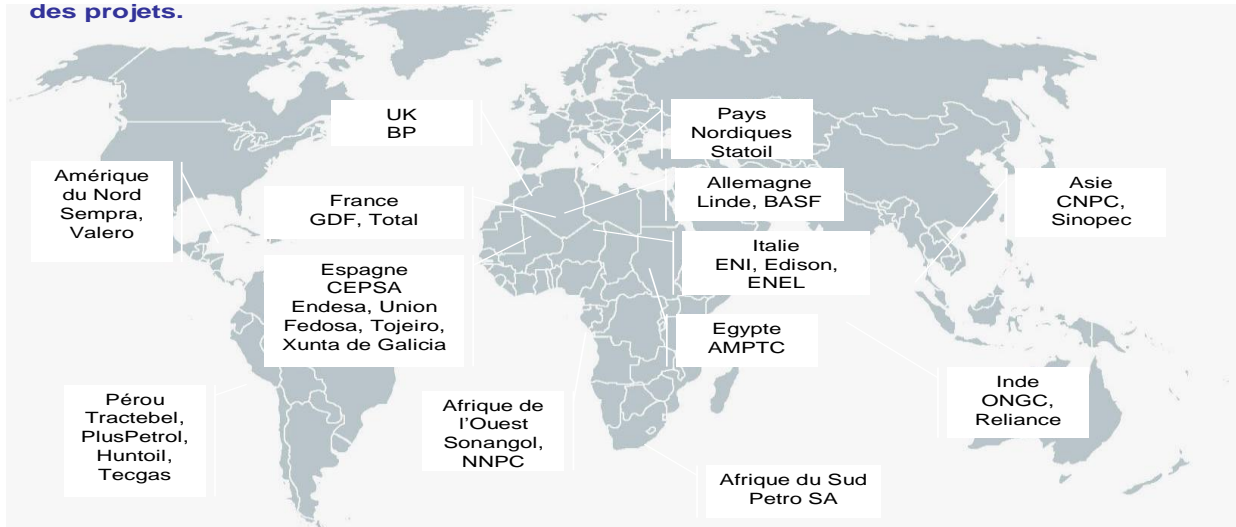 des projets.
UK
BP
Pays
Nordiques
Statoil
Amérique
du Nord
Sempra,
Valero
France
GDF, Total
Allemagne
Linde, BASF
Asie
CNPC,
Sinopec
Espagne
CEPSA
Endesa, Union
Fedosa, Tojeiro,
Xunta de Galicia
Italie
ENI, Edison,
ENEL
Egypte
AMPTC
Pérou
Tractebel,
PlusPetrol,
Huntoil,
Tecgas
Afrique de
l'Ouest
Sonangol,
NNPC
Inde
ONGC,
Reliance
Afrique du Sud
Petro SA